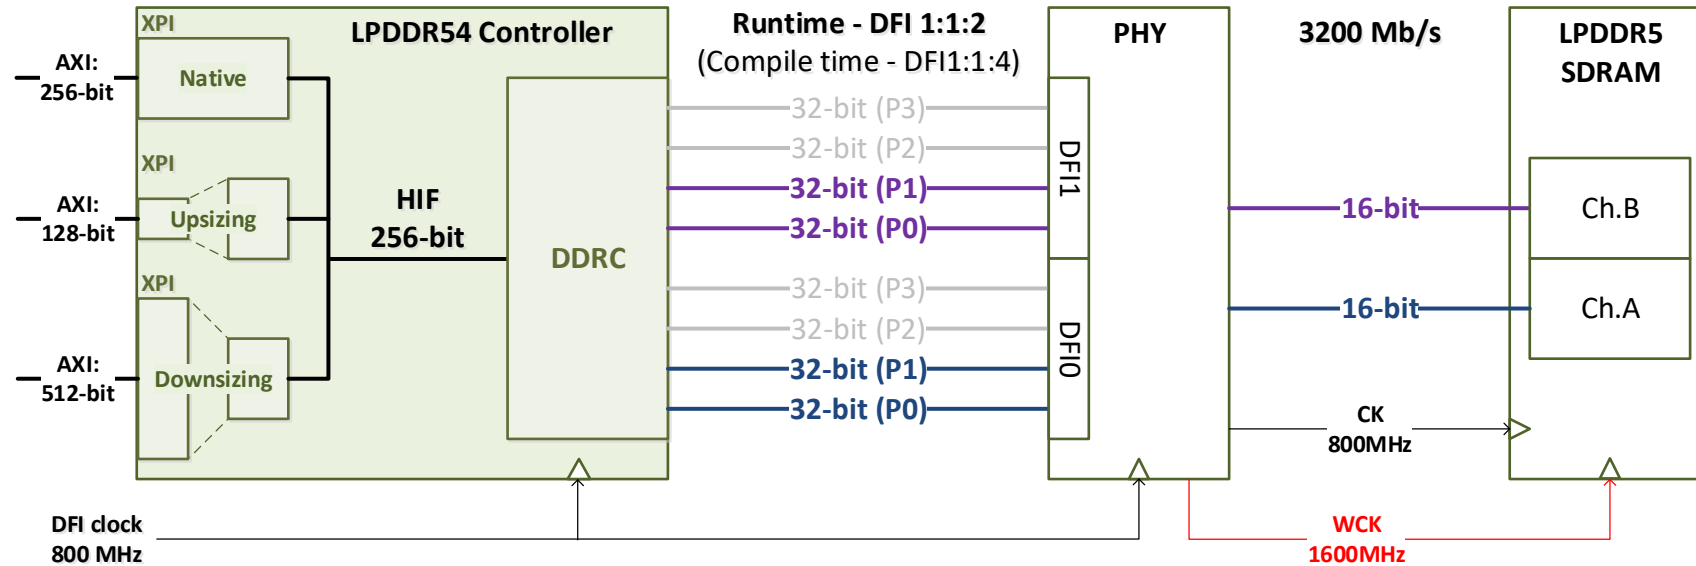 XPI
LPDDR54 Controller
Runtime - DFI 1:1:2
(Compile time - DFI1:1:4)
PHY
3200 Mb/s
LPDDR5
SDRAM
AXI:
256-bit
Native
XPI
AXI:
128-bit
Upsizing
HIF
256-bit
XPI
AXI:
512-bit
Downsizing
DDRC
32-bit (P3)
32-bit (P2)
32-bit (P1)
32-bit (P0)
32-bit (P3)
32-bit (P2)
32-bit (P1)
32-bit (P0)
DFI1
DFI0
16-bit
16-bit
Ch.B
Ch.A
CK
800MHz
DFI clock
800 MHz
WCK
1600MHz